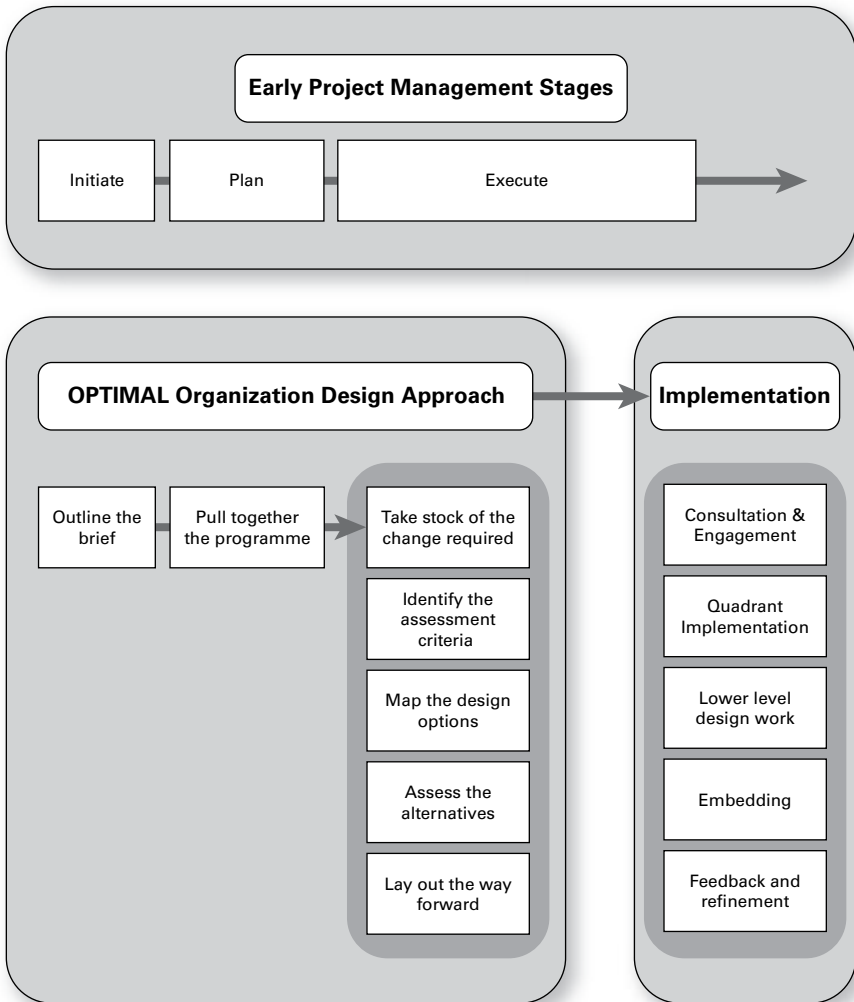 Early Project Management Stages
Initiate
Plan
Execute
OPTIMAL Organization Design Approach
Implementation
Outline the
brief
Pull together
the programme
Take stock of the
change required
Identify the
assessment
criteria
Map the design
options
Assess the
alternatives
Lay out the way
forward
Consultation &
Engagement
Quadrant
Implementation
Lower level
design work
Embedding
Feedback and
refinement